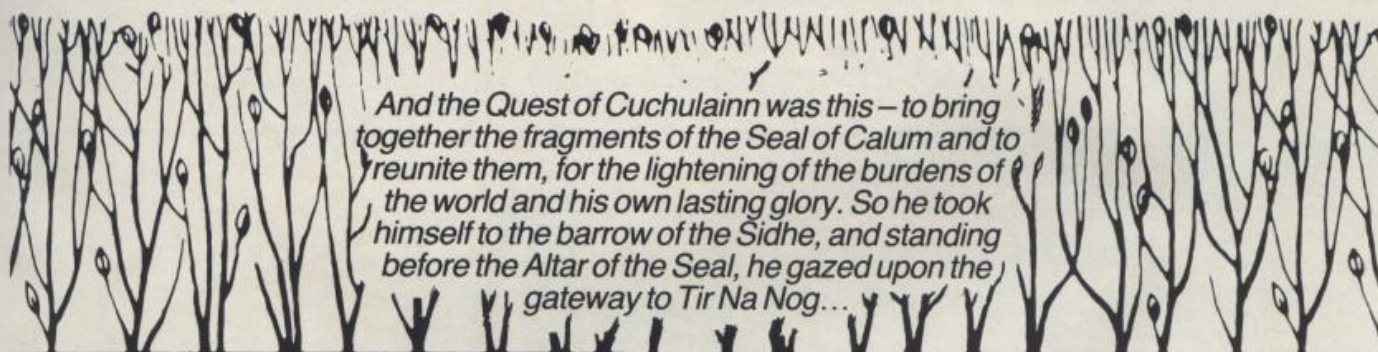 And the Quest of Cuchulainn was this – to bring
together the fragments of the Seal of Calum and to
reunite them, for the lightening of the burdens of
the world and his own lasting glory. So he took
himself to the barrow of the Sidhe, and standing
before the Altar of the Seal, he gazed upon the
gateway to Tir Na Nog...